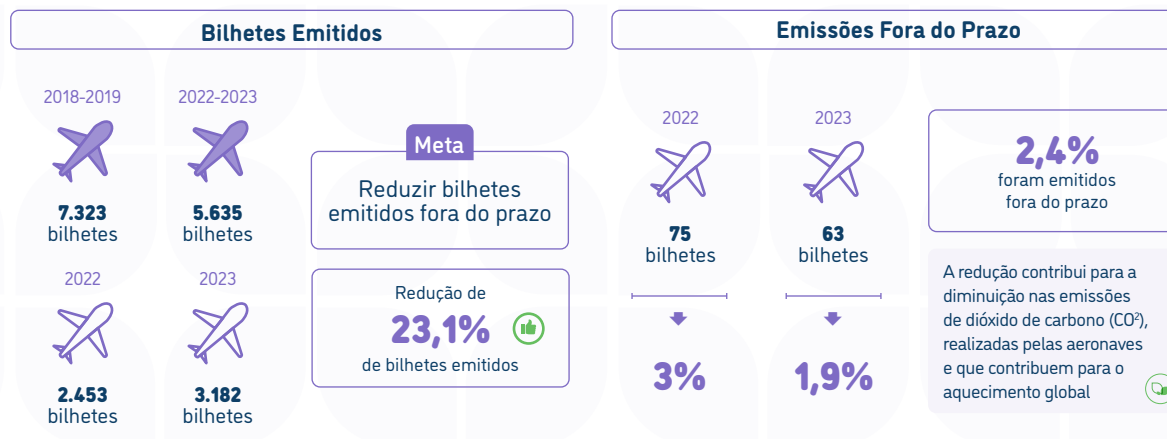 Bilhetes Emitidos
2018-2019
7.323
bilhetes
2022-2023
5.635
bilhetes
2022
2.453
bilhetes
2023
3.182
bilhetes
Meta
Reduzir bilhetes
emitidos fora do prazo
Redução de
23,1%
de bilhetes emitidos
Emissões Fora do Prazo
2022
75
bilhetes
3%
2023
63
bilhetes
1,9%
2,4%
foram emitidos
fora do prazo
A redução contribui para a
diminuição nas emissões
de dióxido de carbono (CO²),
realizadas pelas aeronaves
e que contribuem para o
aquecimento global